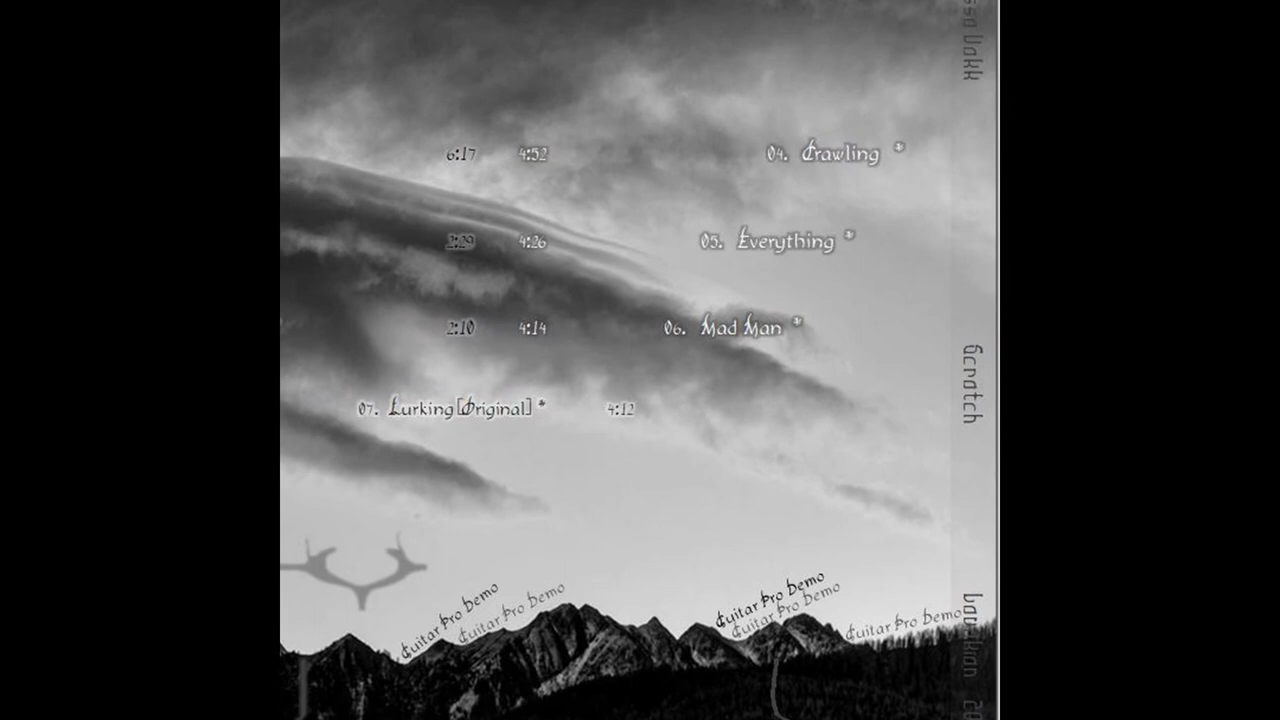 6:17 4:52 04. Crawling *
2:29 4:26 05. Everything *
2:10 4:14 06. Mad Man *
07. Lurking[Original] * 4:12
Guitar Pro Demo
Guitar Pro Demo
Guitar Pro Demo
Guitar Pro Demo
Guitar Pro Demo
Scratch